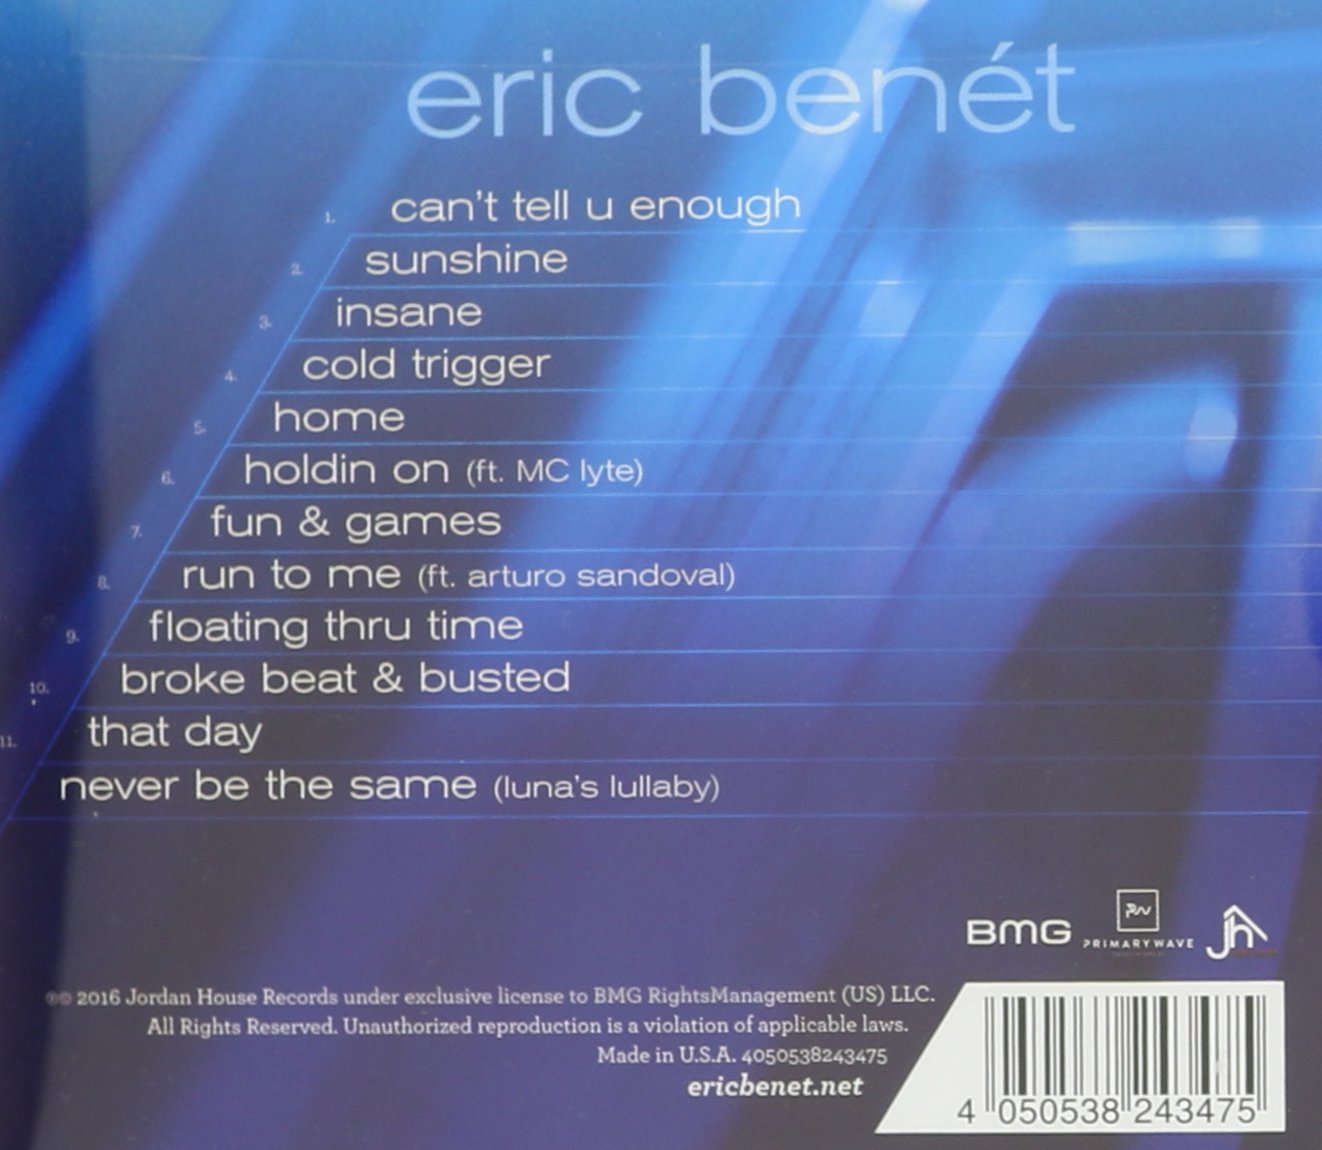 eric benét
1. can't tell u enough
2. sunshine
3. insane
4. cold trigger
5. home
6. holdin on (ft. MC lyte)
7. fun & games
8. run to me (ft. arturo sandoval)
9. floating thru time
10. broke beat & busted
11. that day
never be the same (luna's lullaby)
BMG
PW
PRIMARY WAVE
jh
℗© 2016 Jordan House Records under exclusive license to BMG RightsManagement (US) LLC.
All Rights Reserved. Unauthorized reproduction is a violation of applicable laws.
Made in U.S.A. 4050538243475
ericbenet.net
4 050538 243475